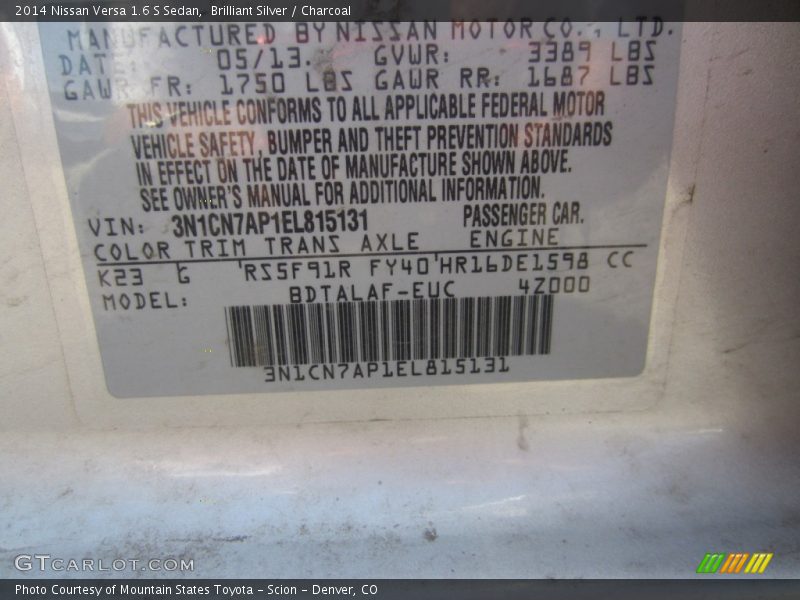 2014 Nissan Versa 1.6 S Sedan, Brilliant Silver / Charcoal
MANUFACTURED BY NISSAN MOTOR CO., LTD.
DATE: 05/13. GVWR: 3389 LBS
GAWR FR: 1750 LBS GAWR RR: 1687 LBS
THIS VEHICLE CONFORMS TO ALL APPLICABLE FEDERAL MOTOR
VEHICLE SAFETY, BUMPER AND THEFT PREVENTION STANDARDS
IN EFFECT ON THE DATE OF MANUFACTURE SHOWN ABOVE.
SEE OWNER'S MANUAL FOR ADDITIONAL INFORMATION.
VIN: 3N1CN7AP1EL815131 PASSENGER CAR.
COLOR TRIM TRANS AXLE ENGINE
K23 G 'RS5F91R FY40'HR16DE1598 CC
MODEL: BDTALAF-EUC 4Z000
3N1CN7AP1EL815131
GTCARLOT.COM
Photo Courtesy of Mountain States Toyota - Scion - Denver, CO